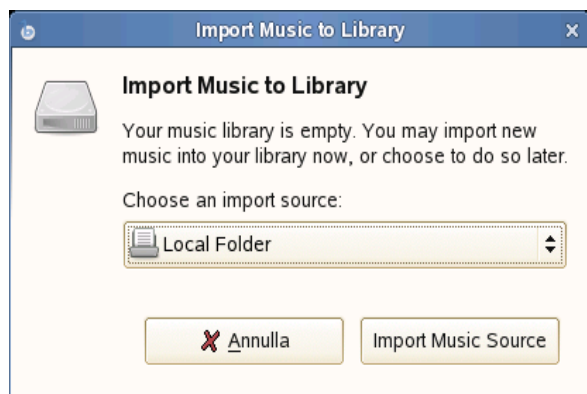 Import Music to Library
Import Music to Library
Your music library is empty. You may import new
music into your library now, or choose to do so later.
Choose an import source:
Local Folder
Annulla
Import Music Source